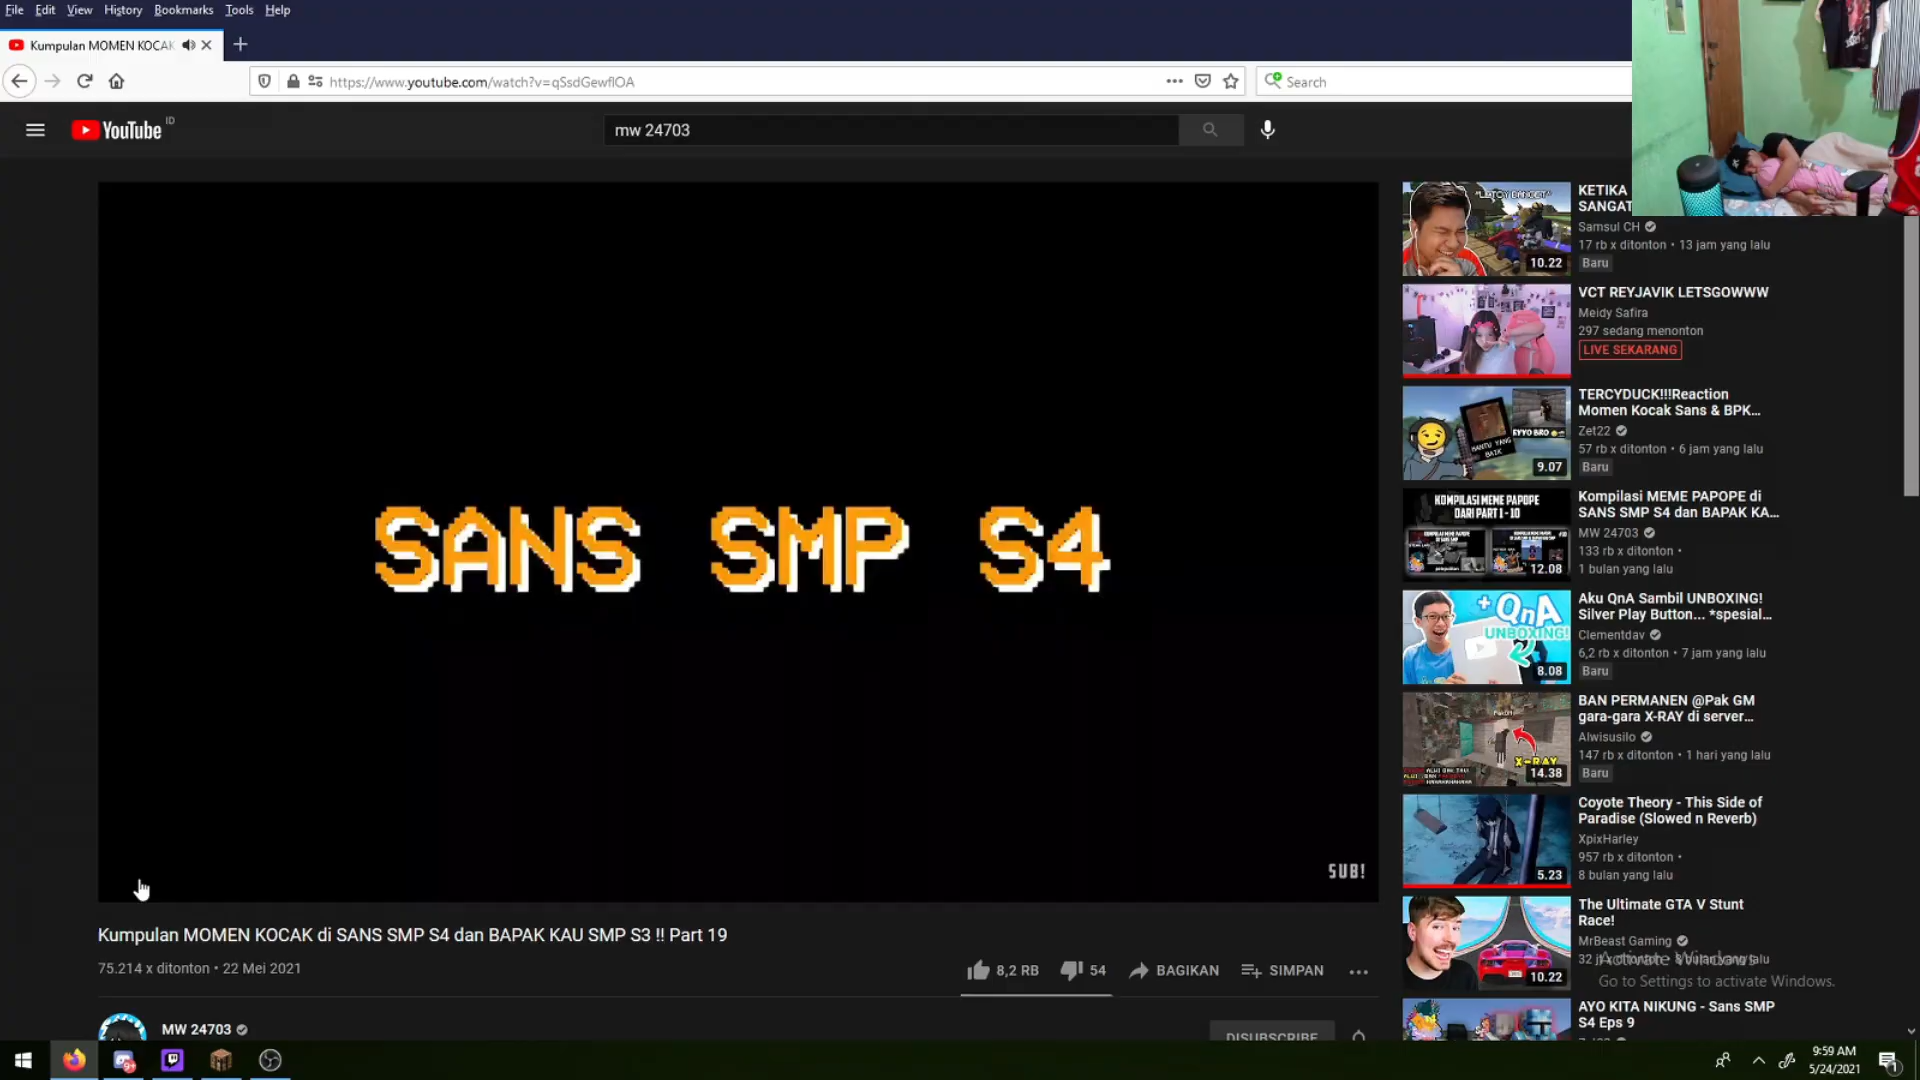 File Edit View History Bookmarks Tools Help
Kumpulan MOMEN KOCAK
https://www.youtube.com/watch?v=qSsdGewfIOA
Search
YouTube ID
mw 24703
SANS SMP S4
SUB!
Kumpulan MOMEN KOCAK di SANS SMP S4 dan BAPAK KAU SMP S3 !! Part 19
75.214 x ditonton • 22 Mei 2021
8,2 RB 54 BAGIKAN SIMPAN
MW 24703
DISUBSCRIBE
10.22
KETIKA
SANGAT
Samsul CH
17 rb x ditonton • 13 jam yang lalu
Baru
VCT REYJAVIK LETSGOWWW
Meidy Safira
297 sedang menonton
LIVE SEKARANG
EYYO BRO
HANTU YANG
BAIK
9.07
TERCYDUCK!!!Reaction
Momen Kocak Sans & BPK...
Zet22
57 rb x ditonton • 6 jam yang lalu
Baru
KOMPILASI MEME PAPOPE
DARI PART 1 - 10
12.08
Kompilasi MEME PAPOPE di
SANS SMP S4 dan BAPAK KA...
MW 24703
133 rb x ditonton •
1 bulan yang lalu
+ QnA
UNBOXING!
8.08
Aku QnA Sambil UNBOXING!
Silver Play Button... *spesial...
Clementdav
6,2 rb x ditonton • 7 jam yang lalu
Baru
X-RAY
14.38
BAN PERMANEN @Pak GM
gara-gara X-RAY di server...
Alwisusilo
147 rb x ditonton • 1 hari yang lalu
Baru
5.23
Coyote Theory - This Side of
Paradise (Slowed n Reverb)
XpixHarley
957 rb x ditonton •
8 bulan yang lalu
10.22
The Ultimate GTA V Stunt
Race!
MrBeast Gaming
Activate Windows
Go to Settings to activate Windows.
AYO KITA NIKUNG - Sans SMP
S4 Eps 9
9:59 AM
5/24/2021